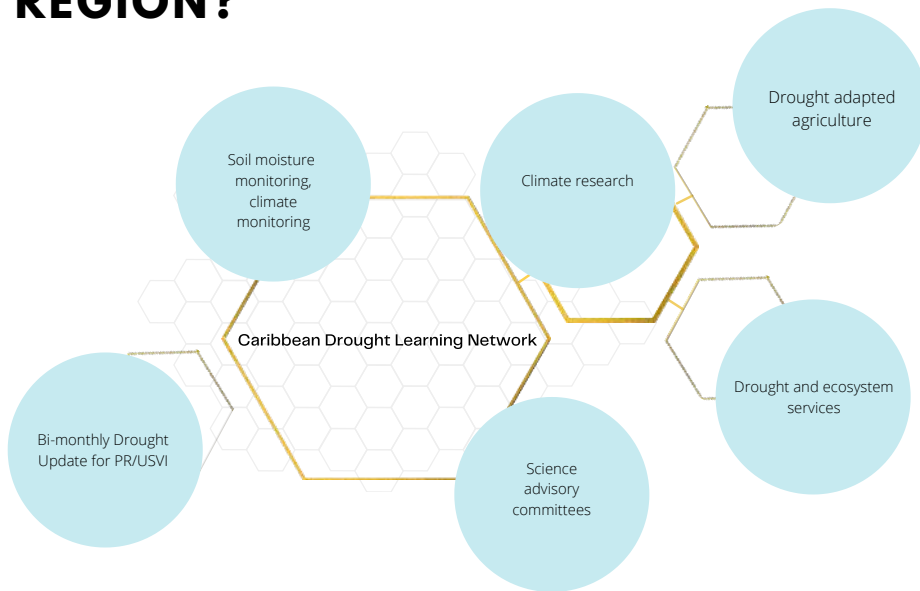 REGION?
Drought adapted
agriculture
Soil moisture
monitoring,
climate
monitoring
Climate research
Caribbean Drought Learning Network
Drought and ecosystem
services
Bi-monthly Drought
Update for PR/USVI
Science
advisory
committees